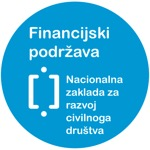 Financijski
podržava
Nacionalna
zaklada za
razvoj
civilnoga
društva